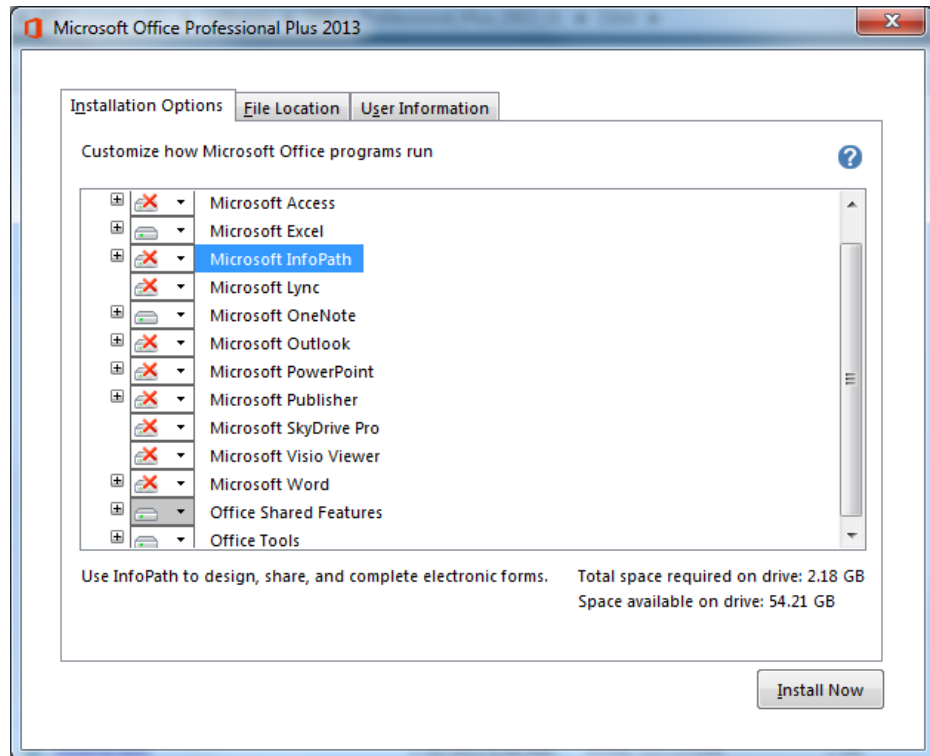 Microsoft Office Professional Plus 2013
Installation Options File Location User Information
Customize how Microsoft Office programs run
Microsoft Access
Microsoft Excel
Microsoft InfoPath
Microsoft Lync
Microsoft OneNote
Microsoft Outlook
Microsoft PowerPoint
Microsoft Publisher
Microsoft SkyDrive Pro
Microsoft Visio Viewer
Microsoft Word
Office Shared Features
Office Tools
Use InfoPath to design, share, and complete electronic forms. Total space required on drive: 2.18 GB
Space available on drive: 54.21 GB
Install Now